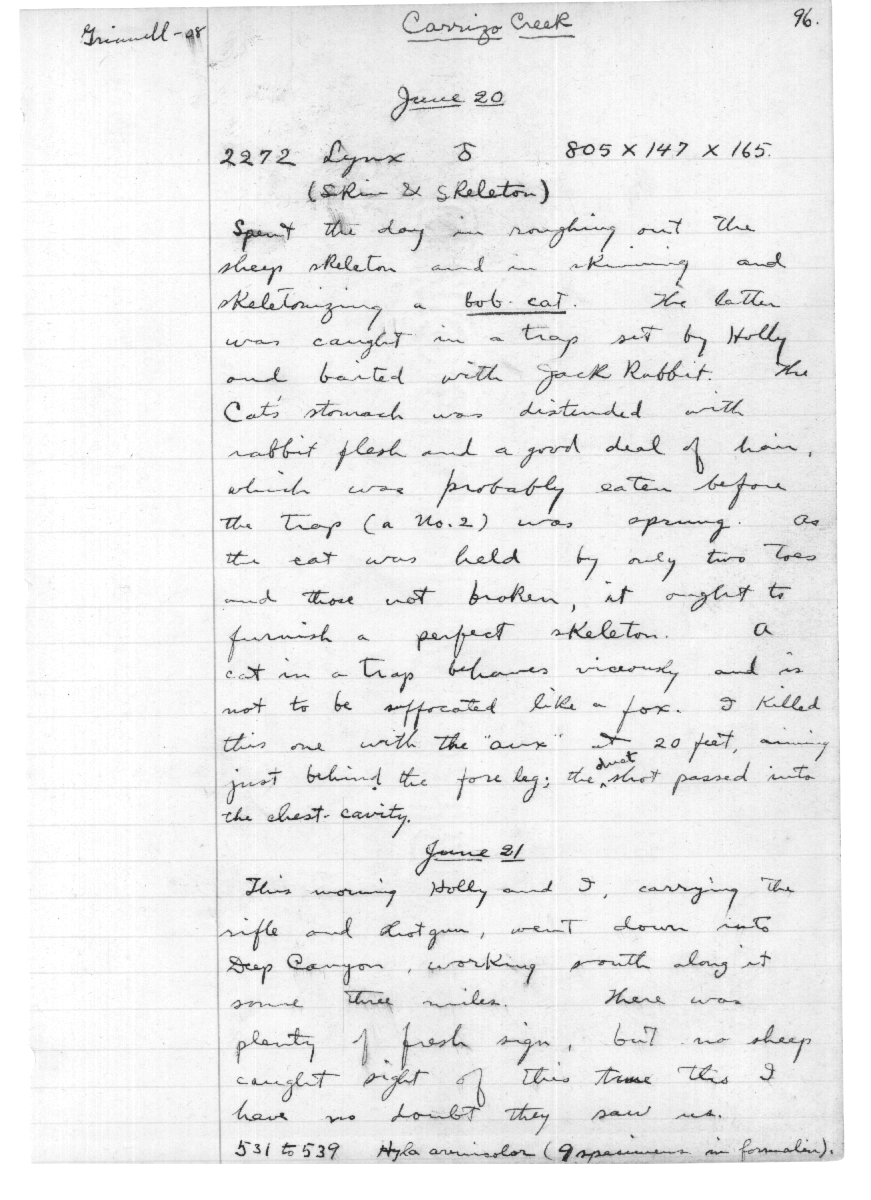 Grinnell-08
Carrizo Creek
96.
June 20
2272 Lynx ♂ 805 x 147 x 165.
(Skin & Skeleton)
Spent the day in roughing out the
sheep skeleton and in skinning and
skeletonizing a bob-cat. The latter
was caught in a trap set by Holly
and baited with Jack Rabbit. The
Cat's stomach was distended with
rabbit flesh and a good deal of hair,
which was probably eaten before
the trap (a No. 2) was sprung. As
the cat was held by only two toes
and those not broken, it ought to
furnish a perfect skeleton. A
cat in a trap behaves viceously and is
not to be suffocated like a fox. I killed
this one with the "aux" at 20 feet, aiming
just behind the fore leg; the dust shot passed into
the chest-cavity.
June 21
This morning Holly and I, carrying the
rifle and shotgun, went down into
Deep Canyon, working south along it
some three miles. There was
plenty of fresh sign, but no sheep
caught sight of this time tho I
have no doubt they saw us.
531 to 539 Hyla arenicolor (9 specimens in formalin).